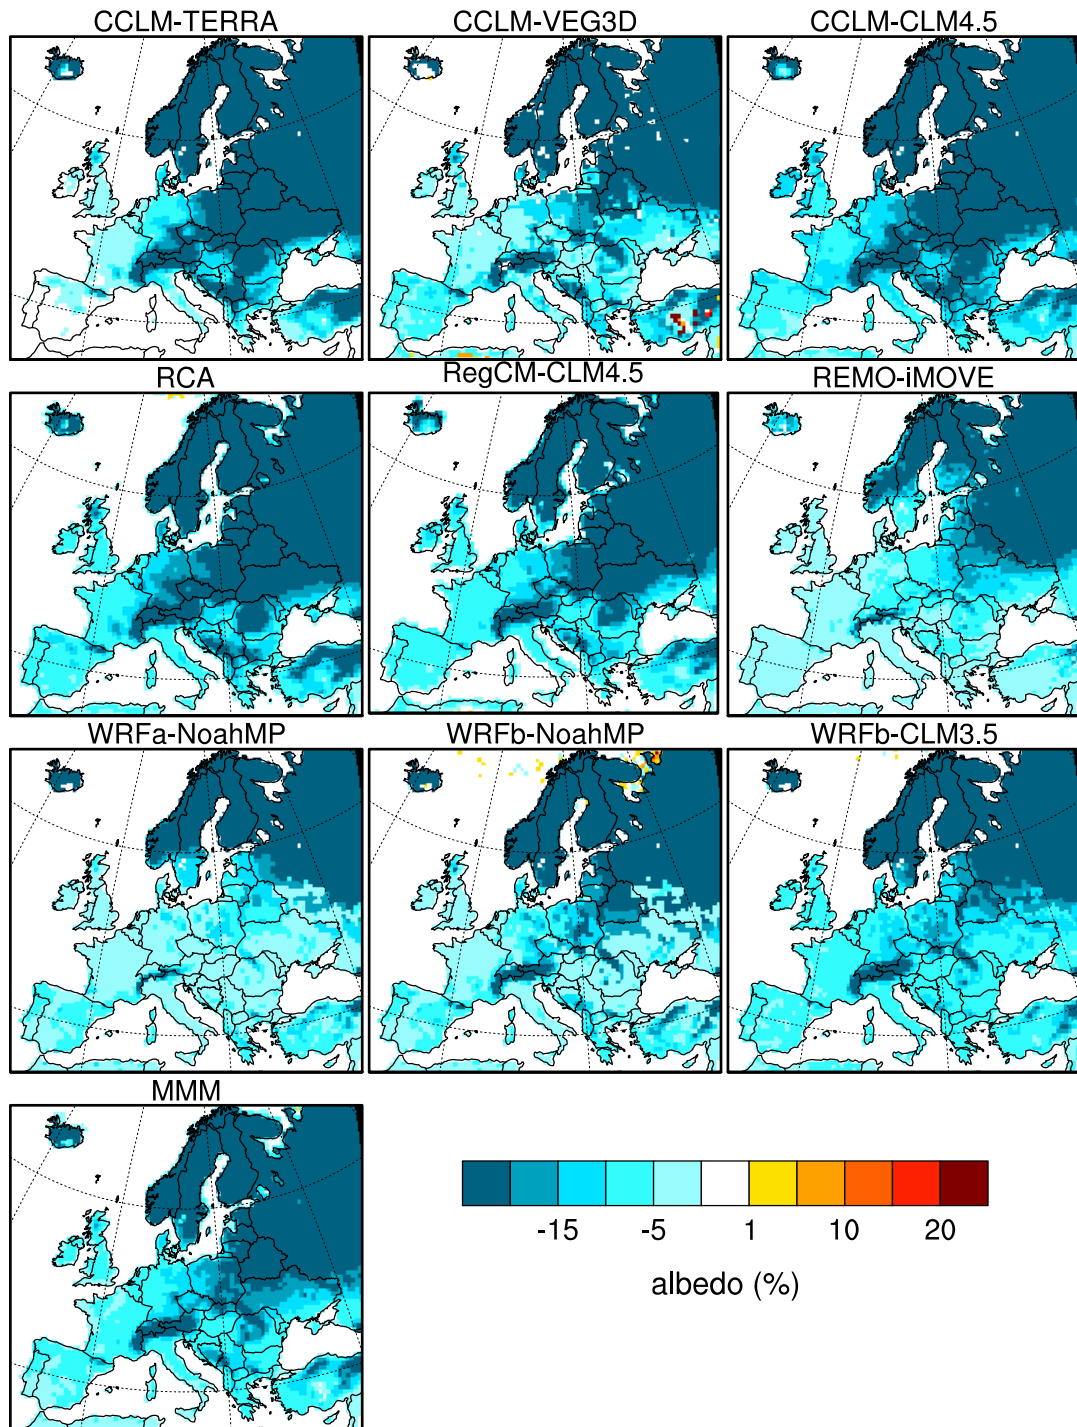 CCLM-TERRA CCLM-VEG3D CCLM-CLM4.5
RCA RegCM-CLM4.5 REMO-iMOVE
WRFa-NoahMP WRFb-NoahMP WRFb-CLM3.5
MMM
-15 -5 1 10 20
albedo (%)